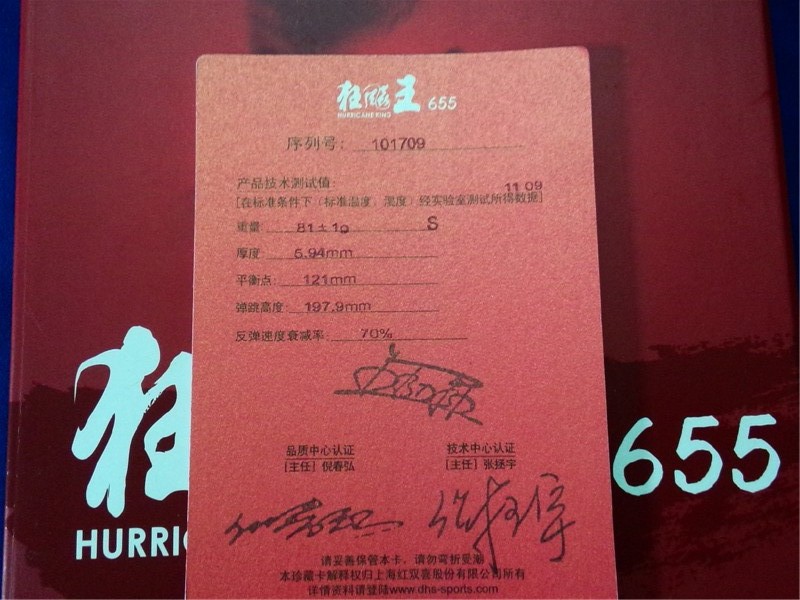 狂飚王 655
HURRICANE KING
序列号: 101709
产品技术测试值: 11 09
[在标准条件下（标准温度，湿度）经实验室测试所得数据]
重量: 81±1g S
厚度: 5.94mm
平衡点: 121mm
弹跳高度: 197.9mm
反弹速度衰减率: 70%
品质中心认证 技术中心认证
[主任] 倪春弘 [主任] 张拯宇
请妥善保管本卡，请勿弯折受潮
本珍藏卡解释权归上海红双喜股份有限公司所有
详情资料请登陆www.dhs-sports.com
狂
655
HURRIC